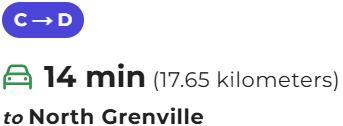 C → D
14 min (17.65 kilometers)
to North Grenville